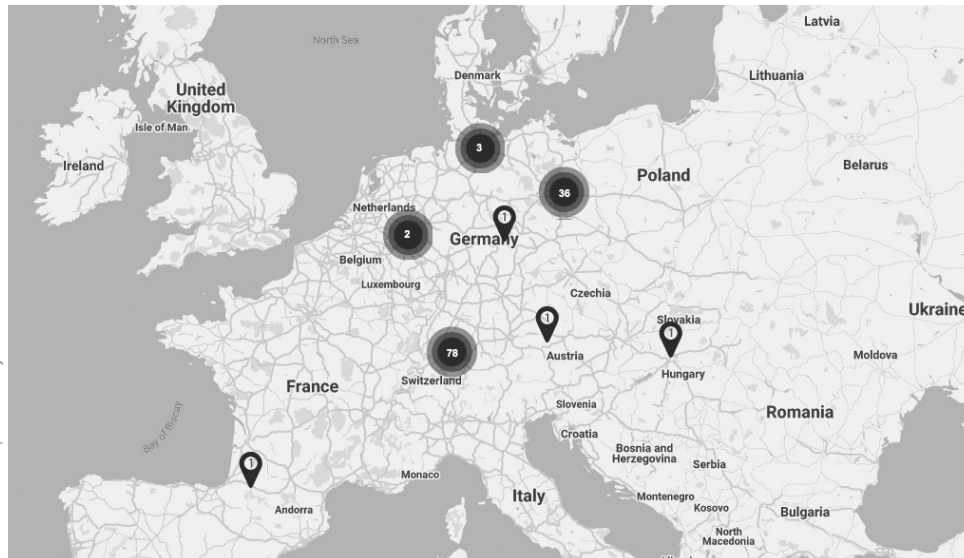 Latvia
North Sea
Denmark
Lithuania
United
Kingdom
Isle of Man
Ireland
3
Belarus
Poland
36
Netherlands
1
2
Germany
Belgium
Luxembourg
Czechia
Ukraine
1
Slovakia
1
78
Austria
Moldova
Switzerland
Hungary
France
Slovenia
Romania
Bay of Biscay
Croatia
Bosnia and
Herzegovina
Serbia
1
Monaco
Italy
Montenegro
Andorra
Kosovo
Bulgaria
North
Macedonia